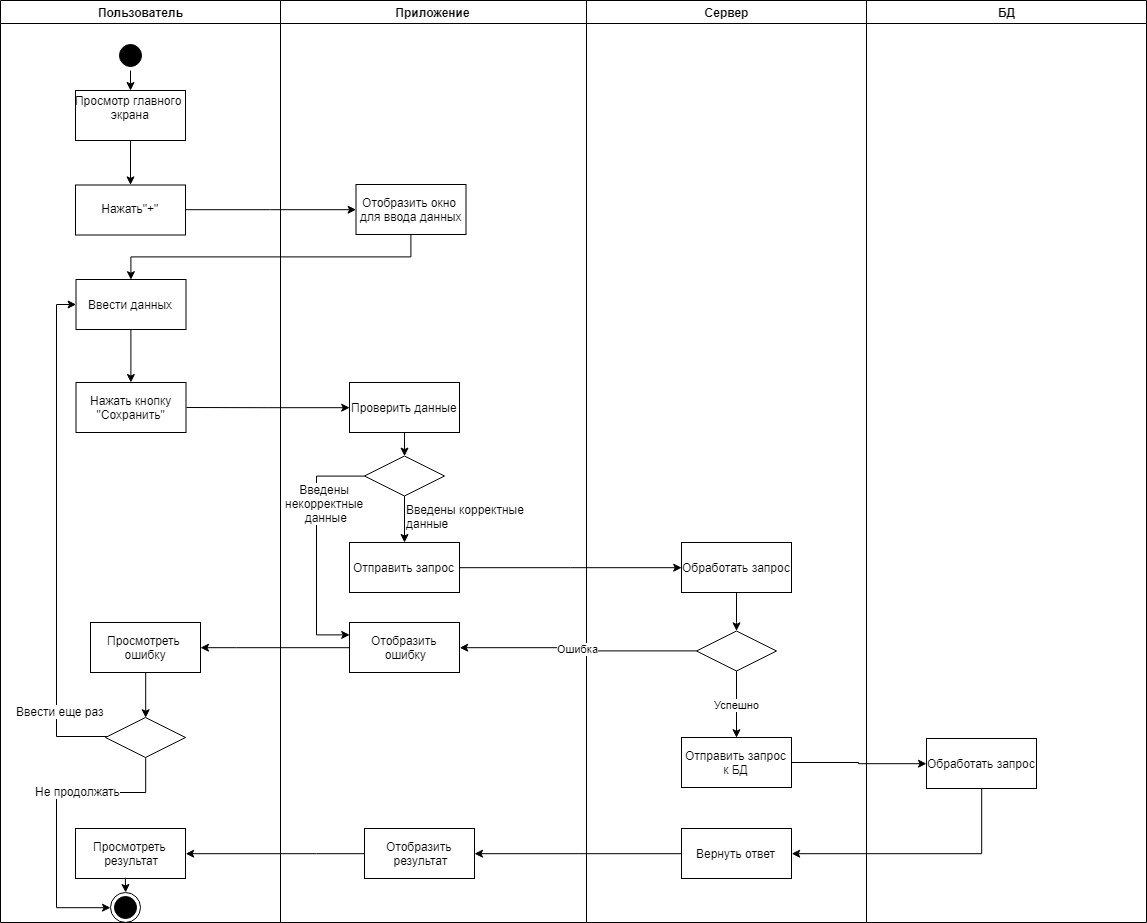 Пользователь
Приложение
Сервер
БД
Просмотр главного
экрана
Нажать"+"
Отобразить окно
для ввода данных
Ввести данных
Нажать кнопку
"Сохранить"
Проверить данные
Введены
некорректные
данные
Введены корректные
данные
Отправить запрос
Обработать запрос
Просмотреть
ошибку
Отобразить
ошибку
Ошибка
Ввести еще раз
Успешно
Отправить запрос
к БД
Обработать запрос
Не продолжать
Просмотреть
результат
Отобразить
результат
Вернуть ответ